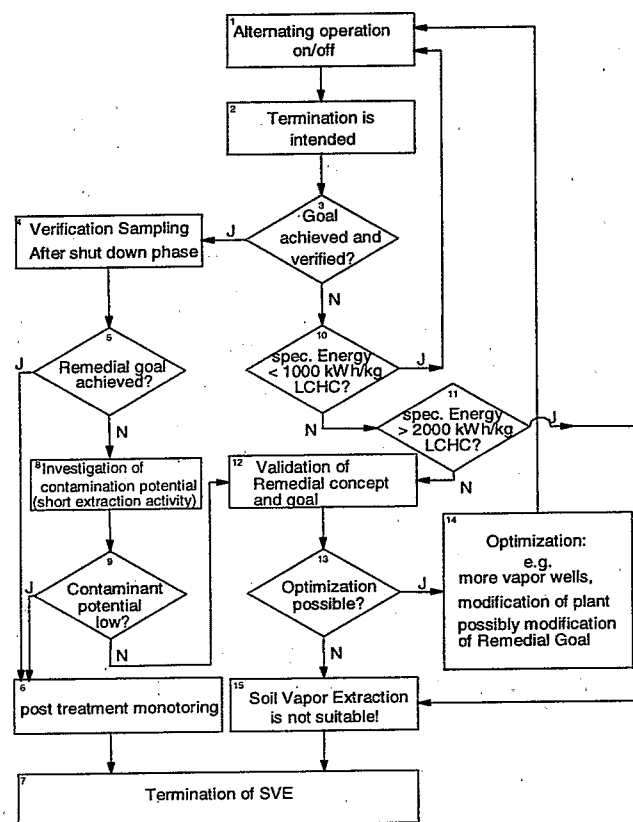 1
Alternating operation
on/off
2
Termination is
intended
3
Goal
achieved and
verified?
J
N
4
Verification Sampling
After shut down phase
5
Remedial goal
achieved?
J
N
10
spec. Energy
< 1000 kWh/kg
LCHC?
J
N
11
spec. Energy
> 2000 kWh/kg
LCHC?
J
N
8
Investigation of
contamination potential
(short extraction activity)
9
Contaminant
potential
low?
J
N
12
Validation of
Remedial concept
and goal
13
Optimization
possible?
J
N
14
Optimization:
e.g.
more vapor wells,
modification of plant
possibly modification
of Remedial Goal
6
post treatment monotoring
15
Soil Vapor Extraction
is not suitable!
7
Termination of SVE